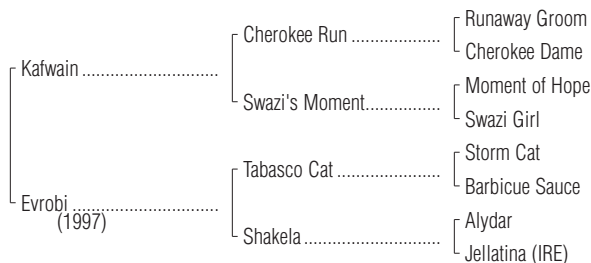 Runaway Groom
Cherokee Run ....................
Cherokee Dame
Kafwain ..............................
Moment of Hope
Swazi's Moment.................
Swazi Girl
Storm Cat
Tabasco Cat .......................
Barbicue Sauce
Evrobi ................................
(1997)
Alydar
Shakela ..............................
Jellatina (IRE)